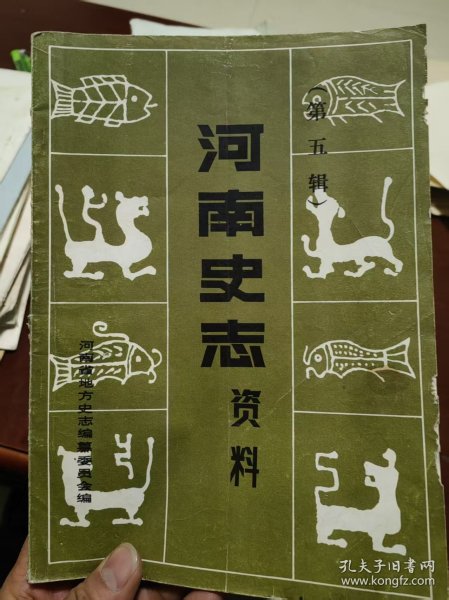 河南史志
资料
（第五辑）
河南省地方史志编纂委员会编
孔夫子旧书网
www.kongfz.com